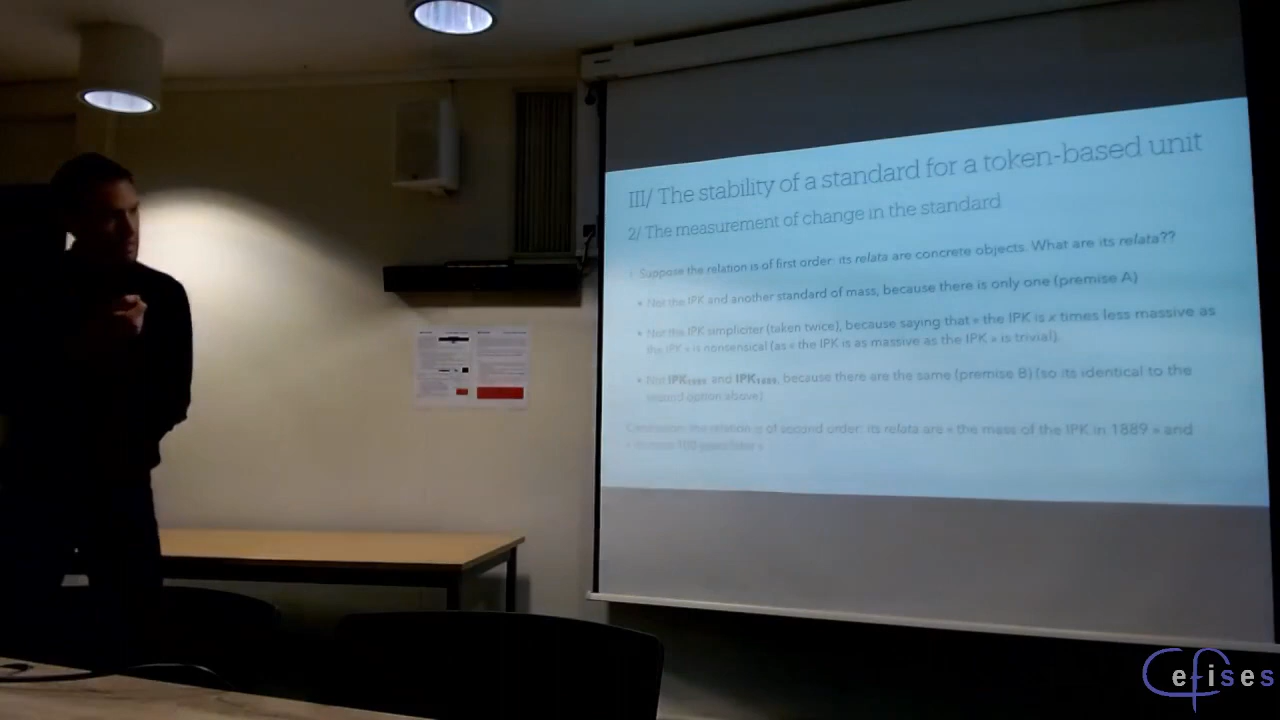 III/ The stability of a standard for a token-based unit
2/ The measurement of change in the standard
Suppose the relation is of first order: its relata are concrete objects. What are its relata??
• Not the IPK and another standard of mass, because there is only one (premise A)
• Not the IPK simpliciter (taken twice), because saying that « the IPK is x times less massive as
the IPK » is nonsensical (as « the IPK is as massive as the IPK » is trivial).
• Not and IPK₁₈₈₉, because there are the same (premise B) (so its identical to the
second option above)
Conclusion: the relation is of second order: its relata are « the mass of the IPK in 1889 » and
Cefises